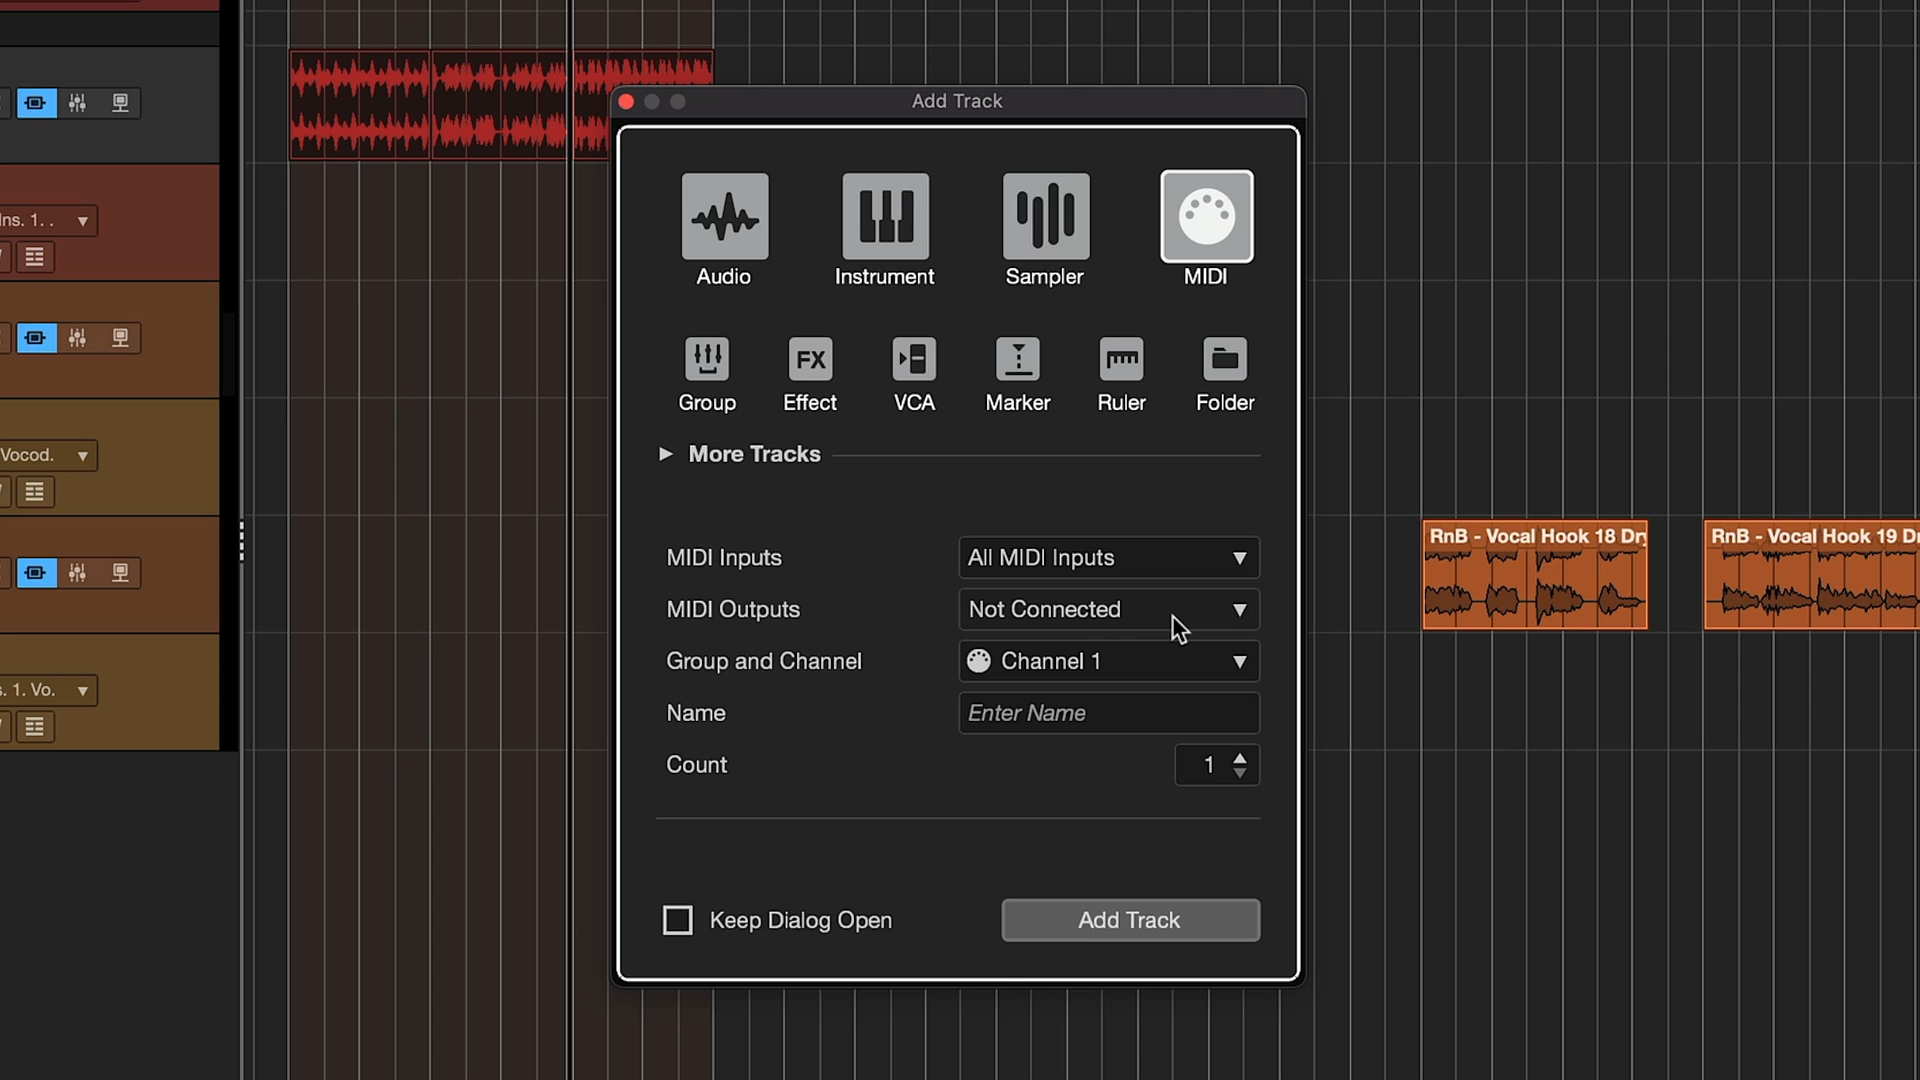 Add Track
Audio
Instrument
Sampler
MIDI
FX
Group
Effect
VCA
Marker
Ruler
Folder
More Tracks
MIDI Inputs
All MIDI Inputs
MIDI Outputs
Not Connected
Group and Channel
Channel 1
Name
Enter Name
Count
1
Keep Dialog Open
Add Track
Ins. 1. .
Vocod.
. 1. Vo.
RnB - Vocal Hook 18 Dry
RnB - Vocal Hook 19 D